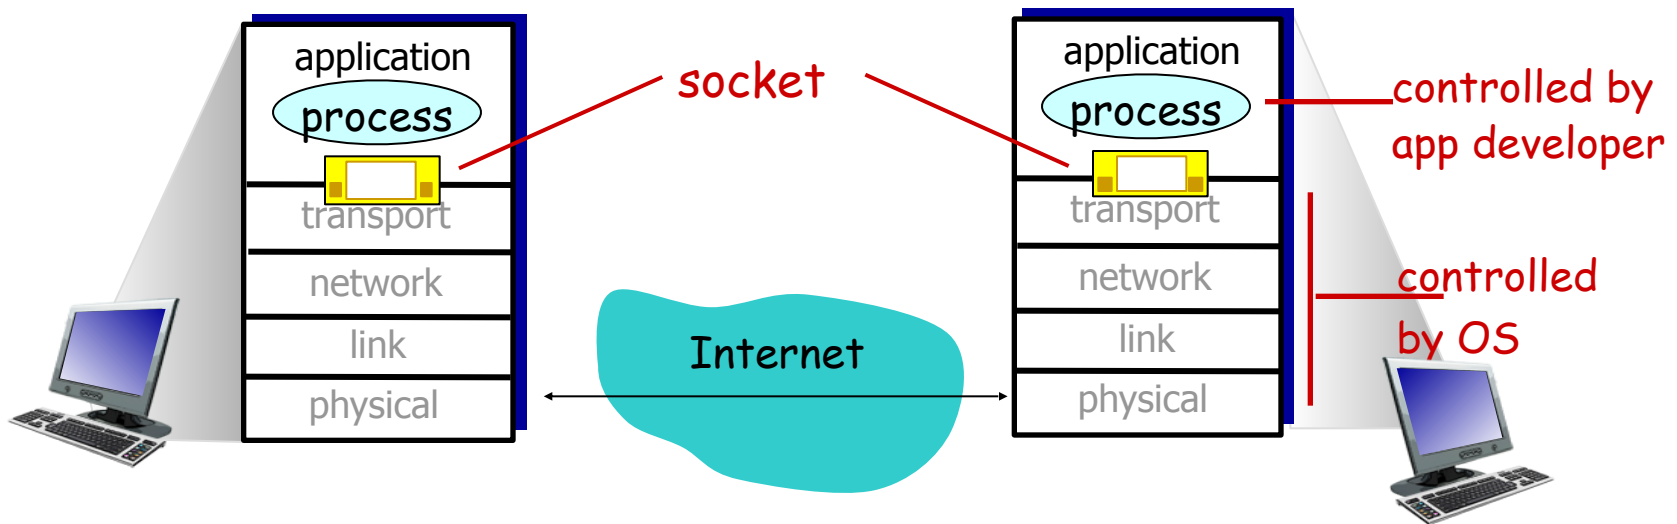 application
process
transport
network
link
physical
socket
Internet
application
process
transport
network
link
physical
controlled by
app developer
controlled
by OS